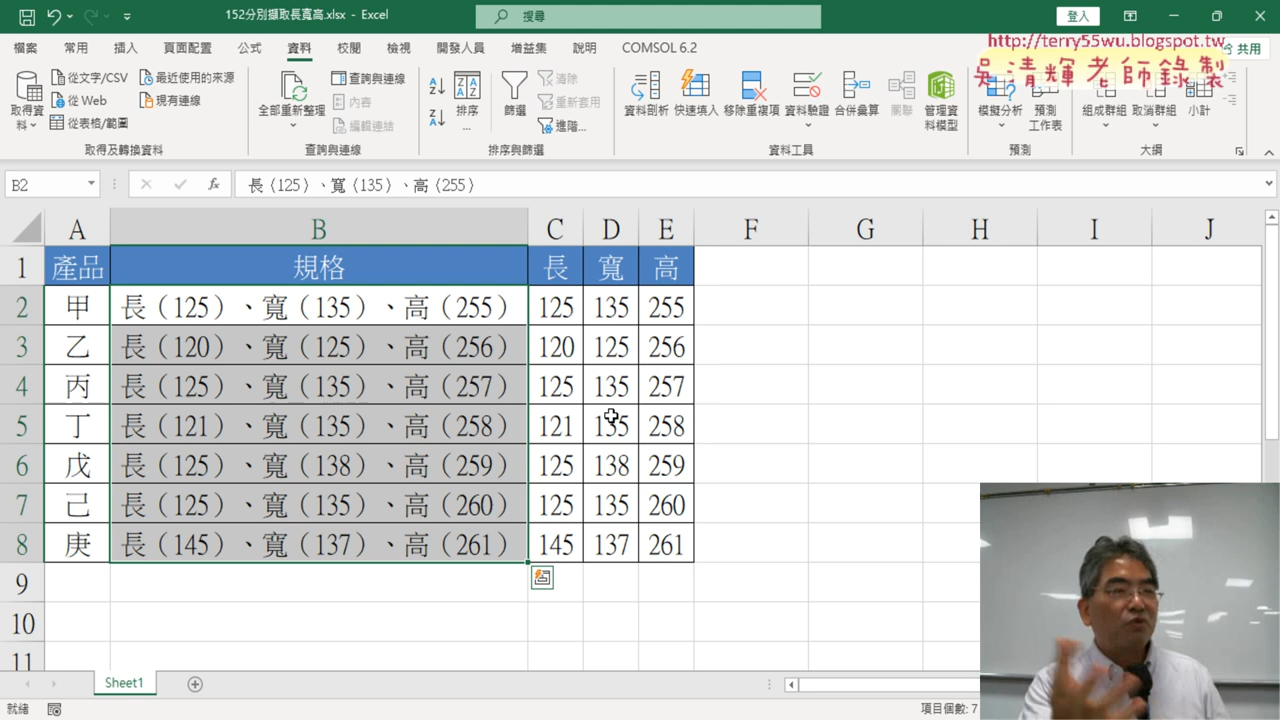 152分別擷取長寬高.xlsx - Excel
搜尋
登入
http://terry55wu.blogspot.tw
吳清輝老師錄製
共用
檔案 常用 插入 頁面配置 公式 資料 校閱 檢視 開發人員 增益集 說明 COMSOL 6.2
取得資料
從文字/CSV
從 Web
從表格/範圍
最近使用的來源
現有連線
取得及轉換資料
全部重新整理
查詢與連線
內容
編輯連結
查詢與連線
排序...
篩選
清除
重新套用
進階...
排序與篩選
資料剖析
快速填入
移除重複項
資料驗證
合併彙算
關聯
管理資料模型
資料工具
模擬分析
預測工作表
預測
組成群組
取消群組
小計
大綱
B2
fx
長（125）、寬（135）、高（255）
A B C D E F G H I J
1 產品 規格 長 寬 高
2 甲 長（125）、寬（135）、高（255） 125 135 255
3 乙 長（120）、寬（125）、高（256） 120 125 256
4 丙 長（125）、寬（135）、高（257） 125 135 257
5 丁 長（121）、寬（135）、高（258） 121 135 258
6 戊 長（125）、寬（138）、高（259） 125 138 259
7 己 長（125）、寬（135）、高（260） 125 135 260
8 庚 長（145）、寬（137）、高（261） 145 137 261
9
10
11
Sheet1
就緒
項目個數: 7